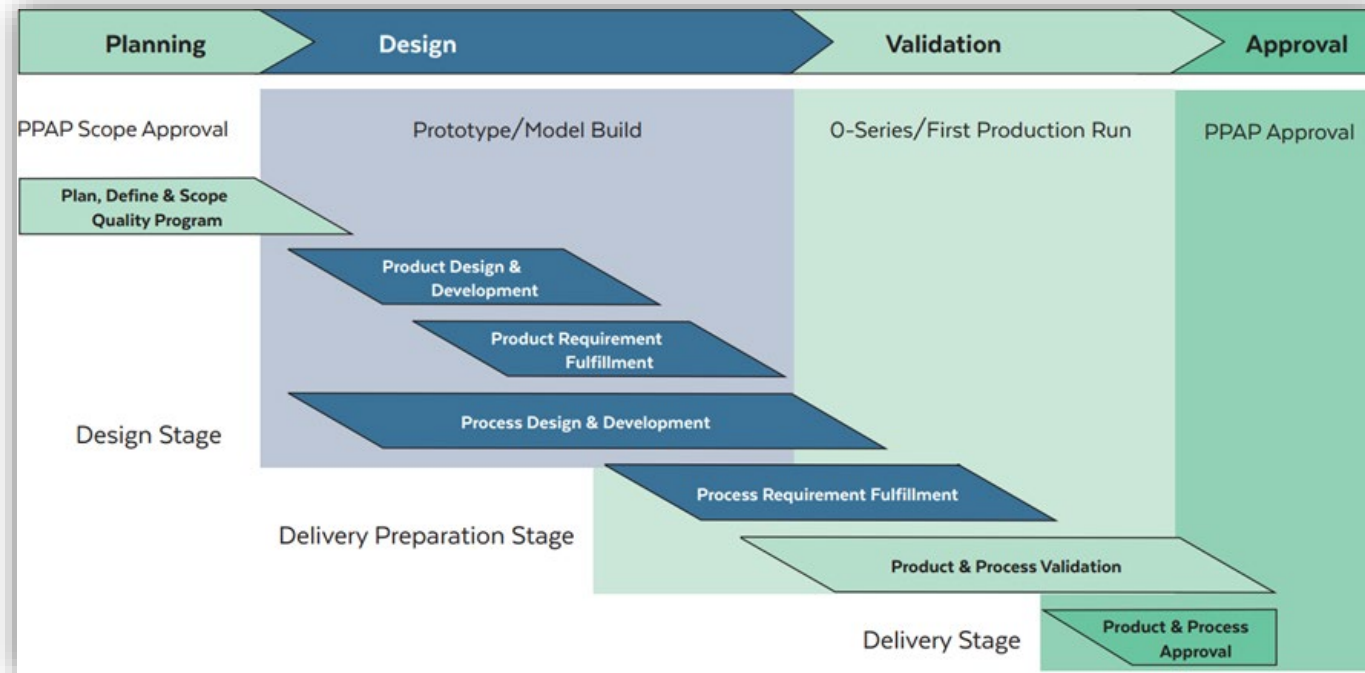 Planning
Design
Validation
Approval
PPAP Scope Approval
Prototype/Model Build
0-Series/First Production Run
PPAP Approval
Plan, Define & Scope
Quality Program
Product Design &
Development
Product Requirement
Fulfillment
Process Design & Development
Design Stage
Process Requirement Fulfillment
Delivery Preparation Stage
Product & Process Validation
Delivery Stage
Product & Process
Approval